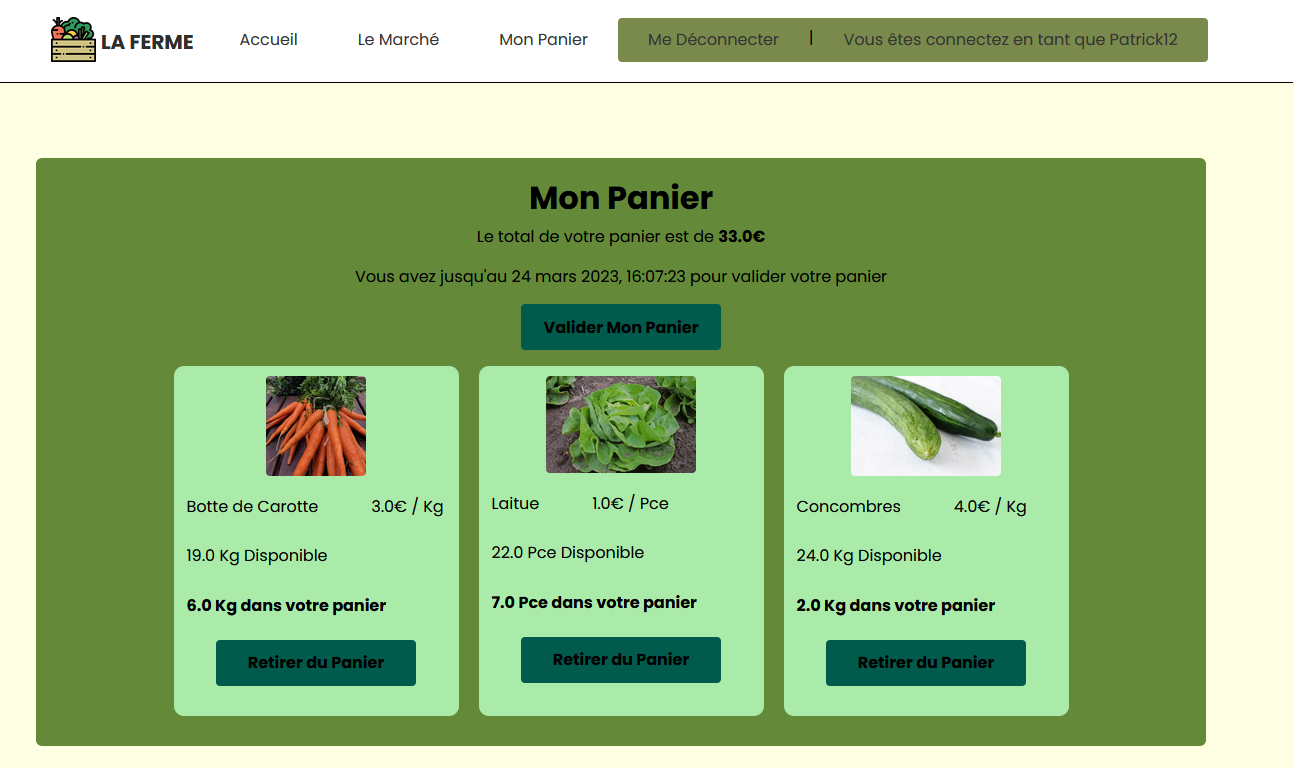 LA FERME
Accueil
Le Marché
Mon Panier
Me Déconnecter | Vous êtes connectez en tant que Patrick12
Mon Panier
Le total de votre panier est de 33.0€
Vous avez jusqu'au 24 mars 2023, 16:07:23 pour valider votre panier
Valider Mon Panier
Botte de Carotte 3.0€ / Kg
19.0 Kg Disponible
6.0 Kg dans votre panier
Retirer du Panier
Laitue 1.0€ / Pce
22.0 Pce Disponible
7.0 Pce dans votre panier
Retirer du Panier
Concombres 4.0€ / Kg
24.0 Kg Disponible
2.0 Kg dans votre panier
Retirer du Panier